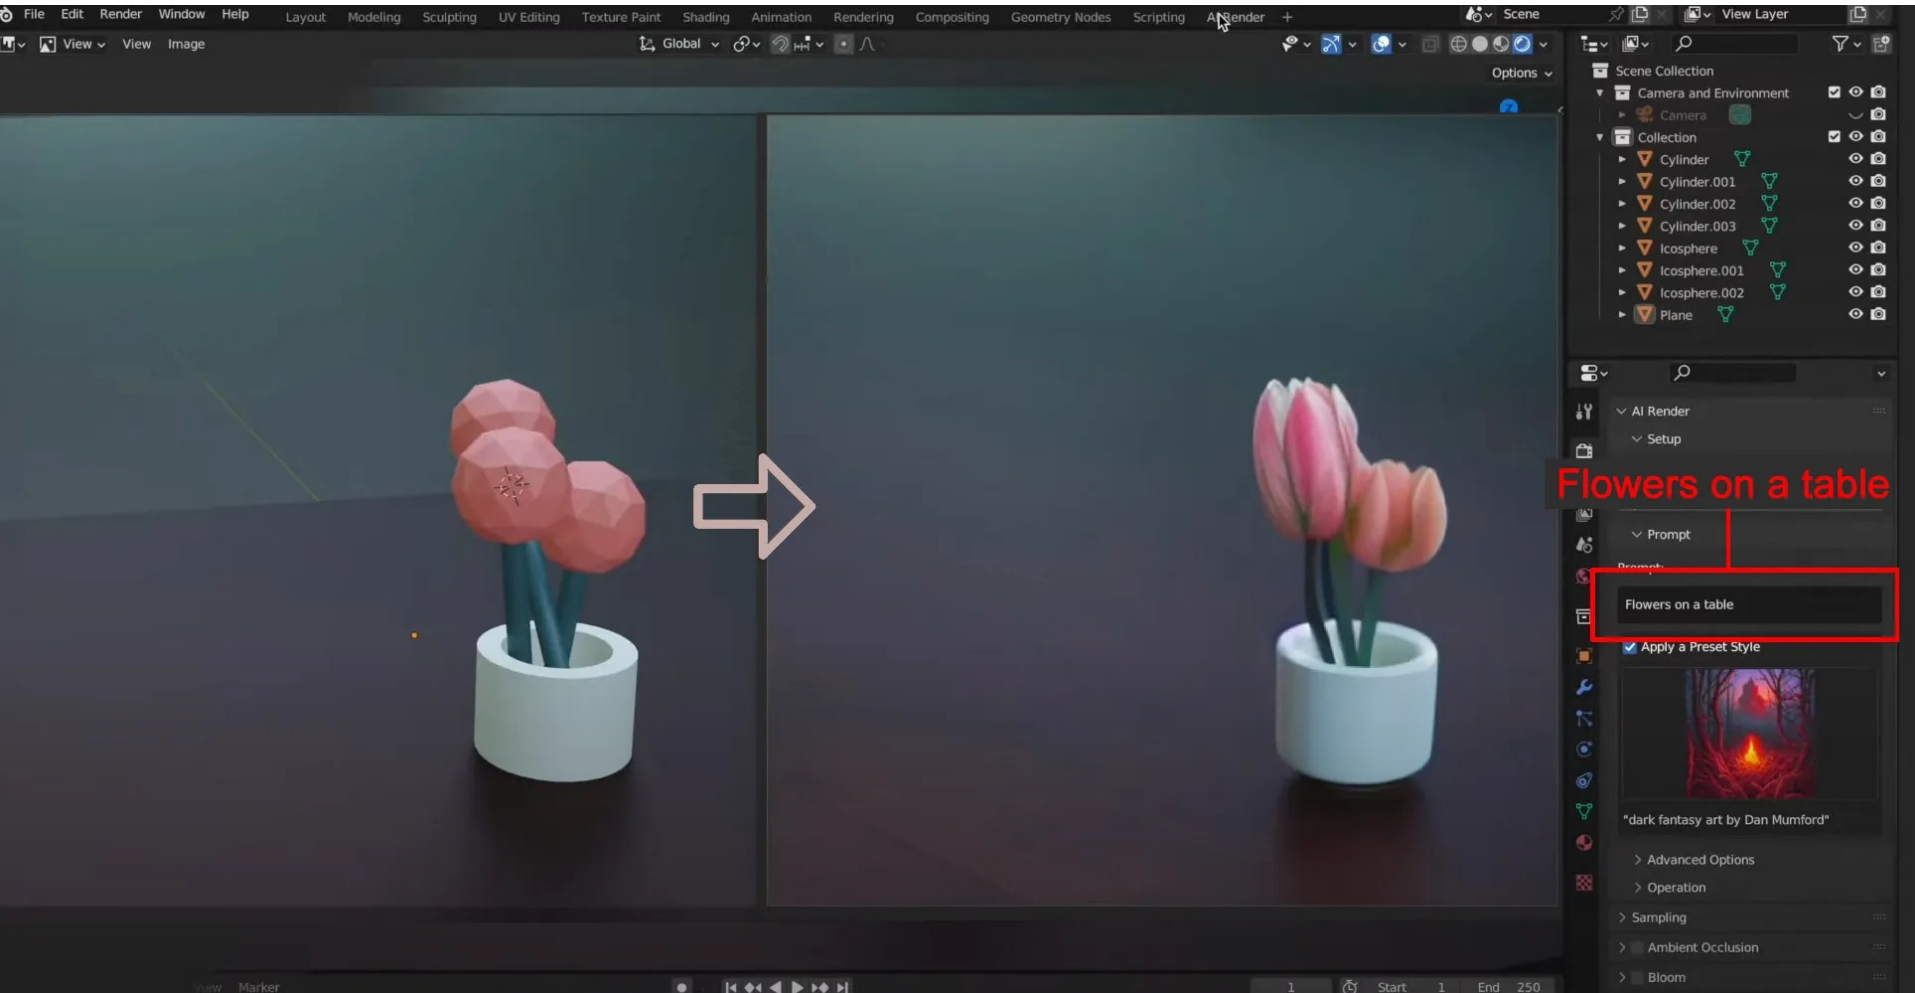 File Edit Render Window Help Layout Modeling Sculpting UV Editing Texture Paint Shading Animation Rendering Compositing Geometry Nodes Scripting AI Render + Scene View Layer
View View Image Global
Options
Z
Scene Collection
Camera and Environment
Camera
Collection
Cylinder
Cylinder.001
Cylinder.002
Cylinder.003
Icosphere
Icosphere.001
Icosphere.002
Plane
AI Render
Setup
Flowers on a table
Prompt
Prompt:
Flowers on a table
Apply a Preset Style
"dark fantasy art by Dan Mumford"
Advanced Options
Operation
Sampling
Ambient Occlusion
Bloom
View Marker 1 Start 1 End 250